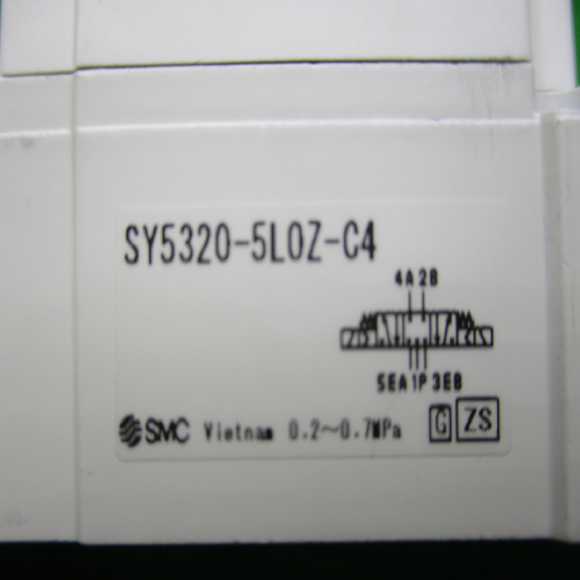 SY5320-5LOZ-C4
4A 2B
5EA 1P 3EB
SMC Vietnam 0.2~0.7MPa G ZS